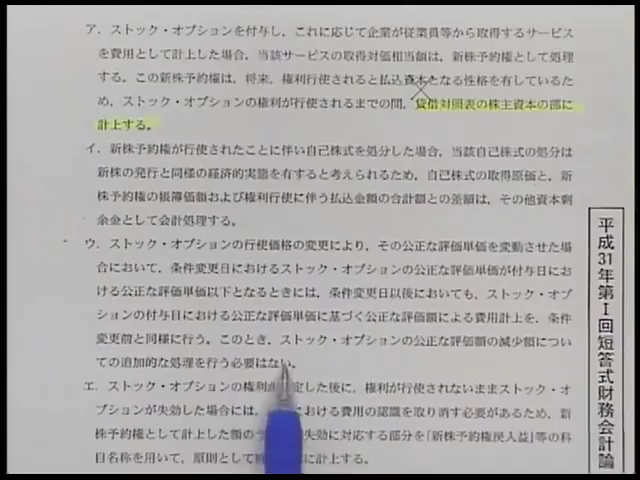 ア．ストック・オプションを付与し，これに応じて企業が従業員等から取得するサービス
を費用として計上した場合，当該サービスの取得対価相当額は，新株予約権として処理
する。この新株予約権は，将来，権利行使されると払込資本となる性格を有しているた
め，ストック・オプションの権利が行使されるまでの間，貸借対照表の株主資本の部に
計上する。
イ．新株予約権が行使されたことに伴い自己株式を処分した場合，当該自己株式の処分は
新株の発行と同様の経済的実態を有すると考えられるため，自己株式の取得原価と，新
株予約権の帳簿価額および権利行使に伴う払込金額の合計額との差額は，その他資本剰
余金として会計処理する。
ウ．ストック・オプションの行使価格の変更により，その公正な評価単価を変動させた場
合において，条件変更日におけるストック・オプションの公正な評価単価が付与日にお
ける公正な評価単価以下となるときには，条件変更日以後においても，ストック・オプ
ションの付与日における公正な評価単価に基づく公正な評価額による費用計上を，条件
変更前と同様に行う。このとき，ストック・オプションの公正な評価額の減少額につい
ての追加的な処理を行う必要はない。
エ．ストック・オプションの権利 定した後に，権利が行使されないままストック・オ
プションが失効した場合には， における費用の認識を取り消す必要があるため，新
株予約権として計上した額の 失効に対応する部分を「新株予約権戻入益」等の科
目名称を用いて，原則として に計上する。
平成31年第Ⅰ回短答式財務会計論